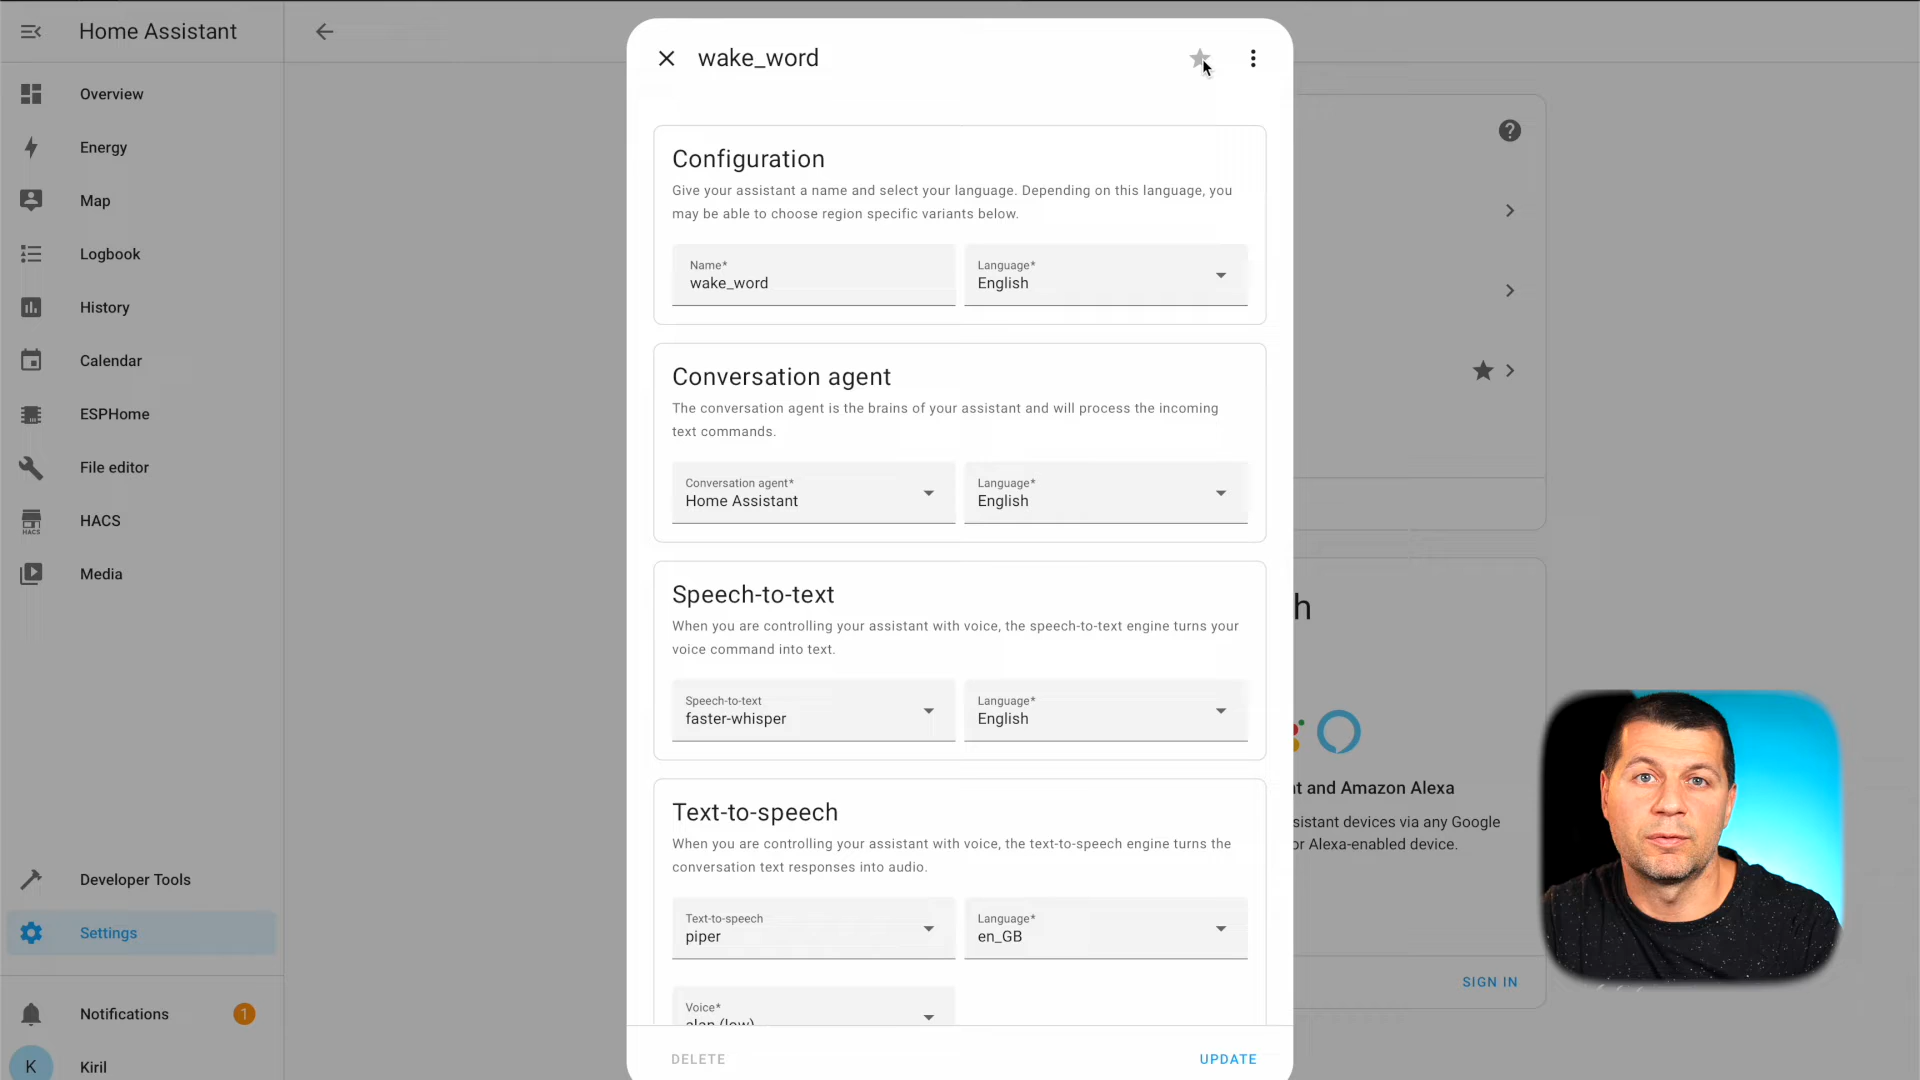 Home Assistant
Overview
Energy
Map
Logbook
History
Calendar
ESPHome
File editor
HACS
HACS
Media
Developer Tools
Settings
Notifications
1
K
Kiril
wake_word
Configuration
Give your assistant a name and select your language. Depending on this language, you
may be able to choose region specific variants below.
Name*
wake_word
Language*
English
Conversation agent
The conversation agent is the brains of your assistant and will process the incoming
text commands.
Conversation agent*
Home Assistant
Language*
English
Speech-to-text
When you are controlling your assistant with voice, the speech-to-text engine turns your
voice command into text.
Speech-to-text
faster-whisper
Language*
English
Text-to-speech
When you are controlling your assistant with voice, the text-to-speech engine turns the
conversation text responses into audio.
Text-to-speech
piper
Language*
en_GB
Voice*
alan (low)
DELETE
UPDATE
h
nt and Amazon Alexa
sistant devices via any Google
or Alexa-enabled device.
SIGN IN